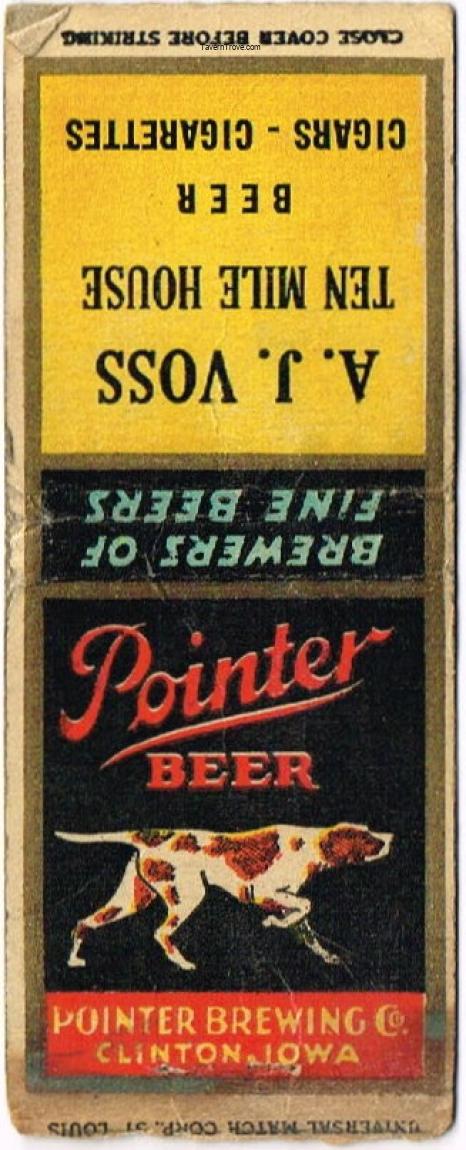 CLOSE COVER BEFORE STRIKING
TavernTrove.com
CIGARS - CIGARETTES
BEER
TEN MILE HOUSE
A. J. VOSS
BREWERS OF
FINE BEERS
Pointer
BEER
POINTER BREWING Co.
CLINTON, IOWA
UNIVERSAL MATCH CORP., ST LOUIS